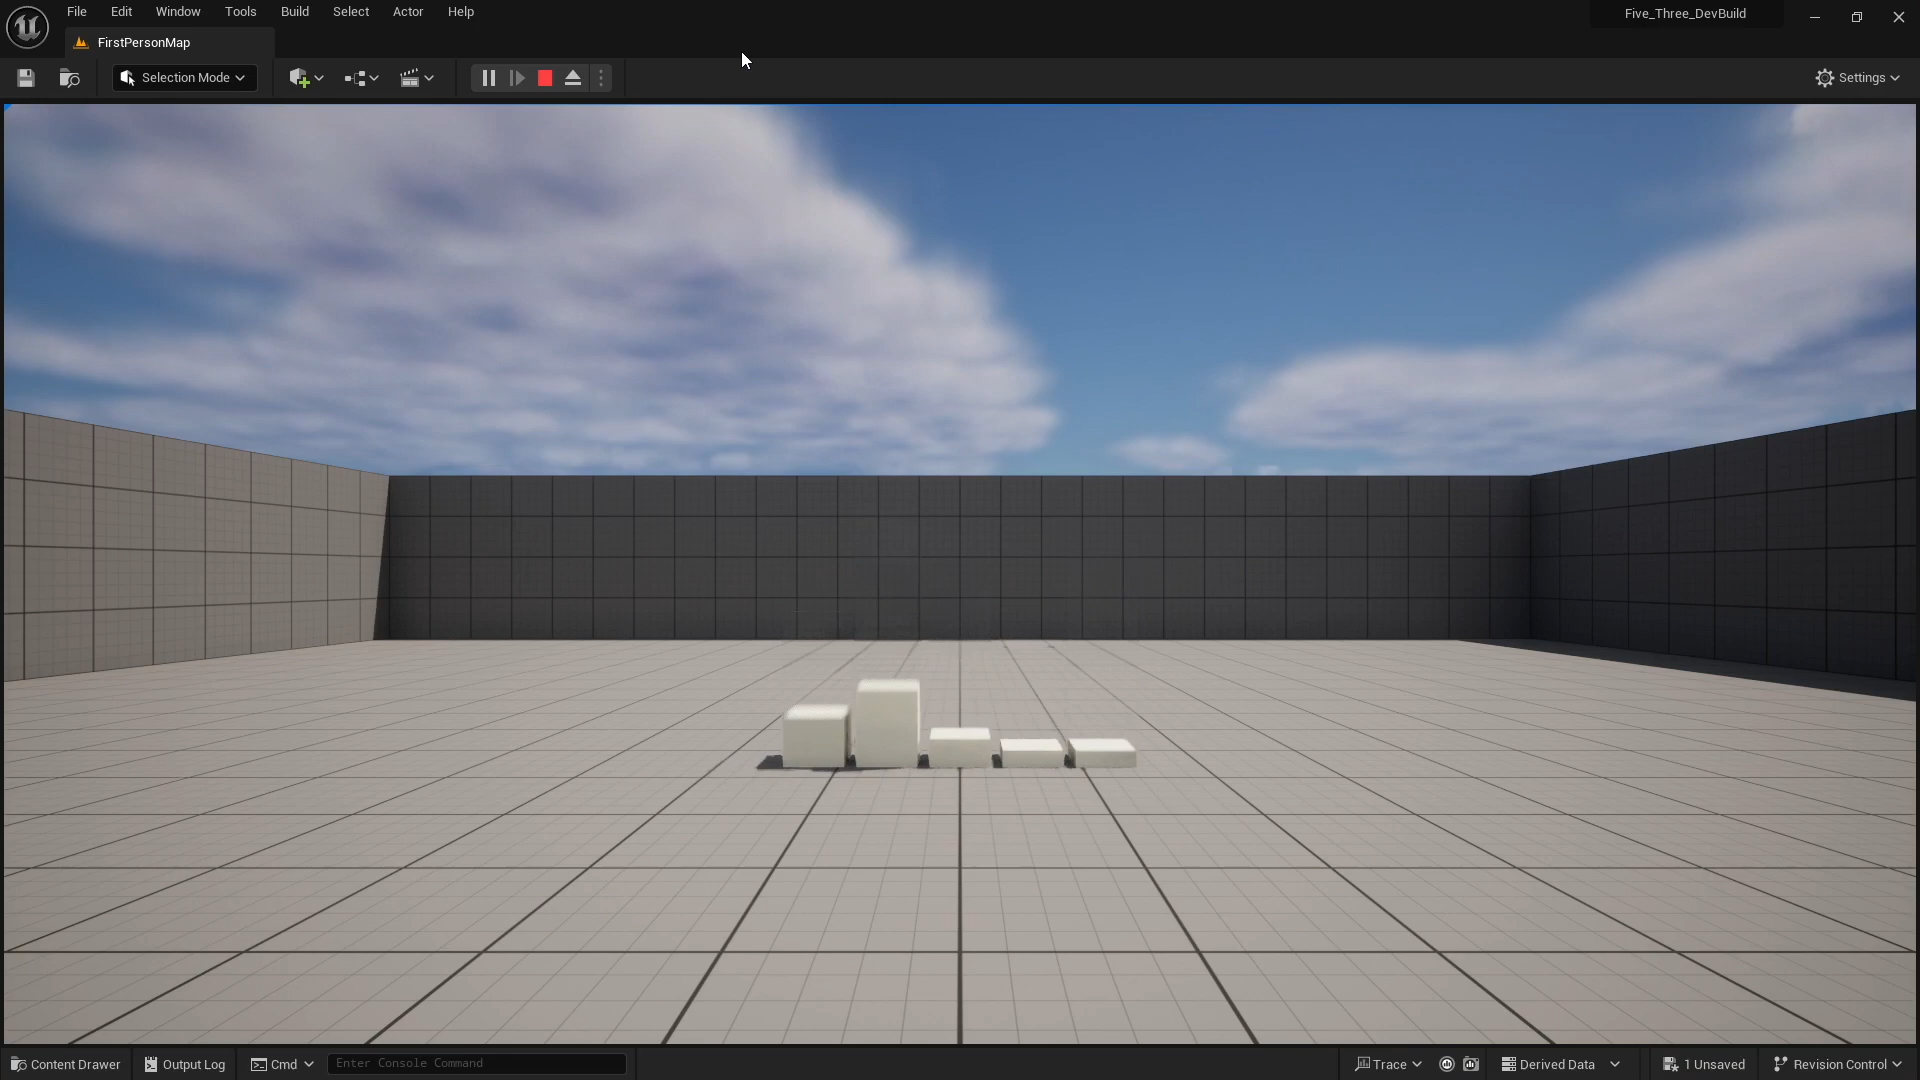 File Edit Window Tools Build Select Actor Help
Five_Three_DevBuild
FirstPersonMap
Selection Mode
Settings
Content Drawer
Output Log
Cmd
Enter Console Command
Trace
Derived Data
1 Unsaved
Revision Control